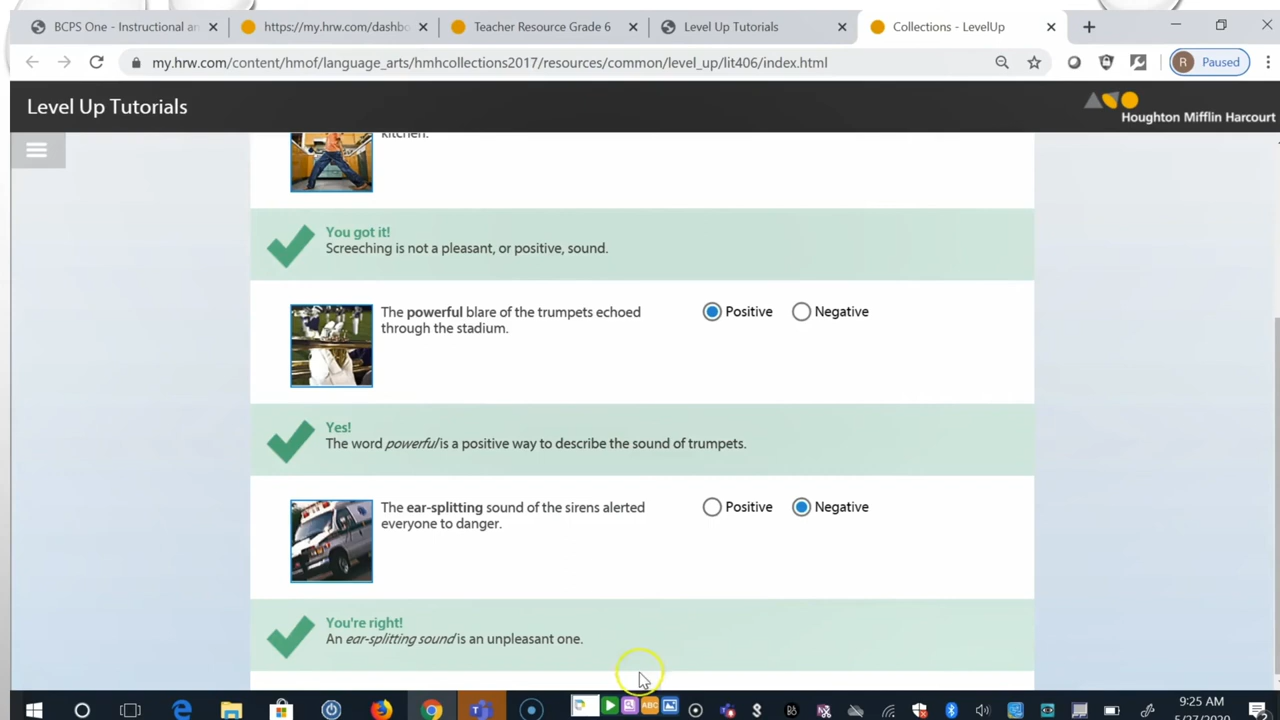 BCPS One - Instructional an
https://my.hrw.com/dashbo
Teacher Resource Grade 6
Level Up Tutorials
Collections - LevelUp
my.hrw.com/content/hmof/language_arts/hmhcollections2017/resources/common/level_up/lit406/index.html
R Paused
Level Up Tutorials
Houghton Mifflin Harcourt
kitchen.
You got it!
Screeching is not a pleasant, or positive, sound.
The powerful blare of the trumpets echoed
through the stadium.
Positive
Negative
Yes!
The word powerful is a positive way to describe the sound of trumpets.
The ear-splitting sound of the sirens alerted
everyone to danger.
Positive
Negative
You're right!
An ear-splitting sound is an unpleasant one.
ABC
9:25 AM
5/27/2020